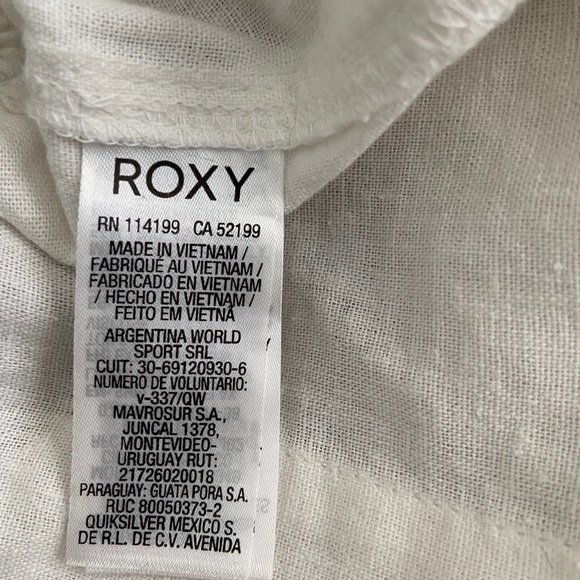 ROXY
RN 114199 CA 52199
MADE IN VIETNAM /
FABRIQUÉ AU VIETNAM /
FABRICADO EN VIETNAM
/ HECHO EN VIETNAM /
FEITO EM VIETNÃ
ARGENTINA WORLD
SPORT SRL
CUIT: 30-69120930-6
NUMERO DE VOLUNTARIO:
v-337/QW
MAVROSUR S.A.,
JUNCAL 1378,
MONTEVIDEO-
URUGUAY RUT:
21726020018
PARAGUAY: GUATA PORA S.A.
RUC 80050373-2
QUIKSILVER MEXICO S.
DE R.L. DE C.V. AVENIDA